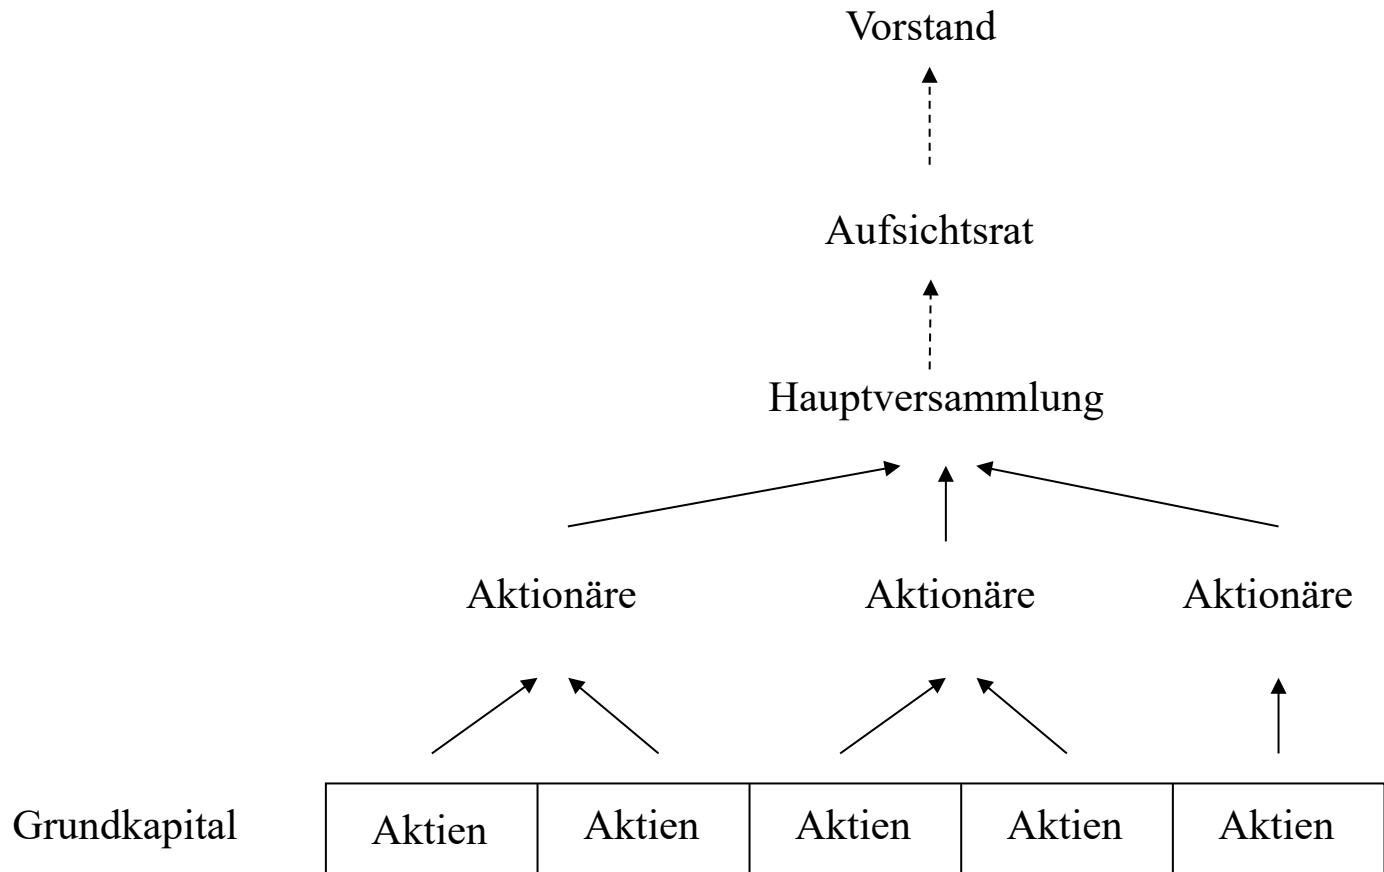 Vorstand
Aufsichtsrat
Hauptversammlung
Aktionäre Aktionäre Aktionäre
Grundkapital Aktien Aktien Aktien Aktien Aktien